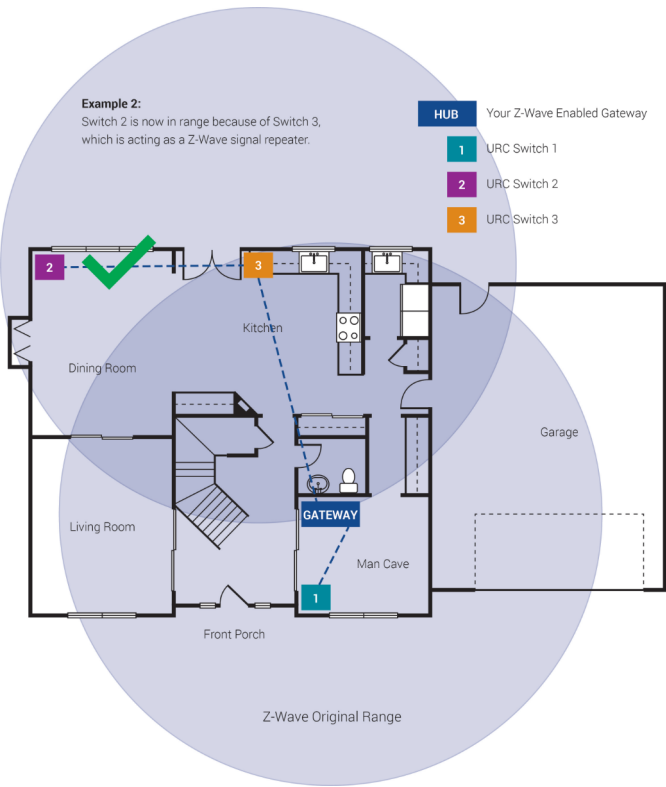 Example 2:
Switch 2 is now in range because of Switch 3,
which is acting as a Z-Wave signal repeater.
HUB Your Z-Wave Enabled Gateway
1 URC Switch 1
2 URC Switch 2
3 URC Switch 3
2
3
Kitchen
Dining Room
Garage
GATEWAY
Living Room
Man Cave
1
Front Porch
Z-Wave Original Range